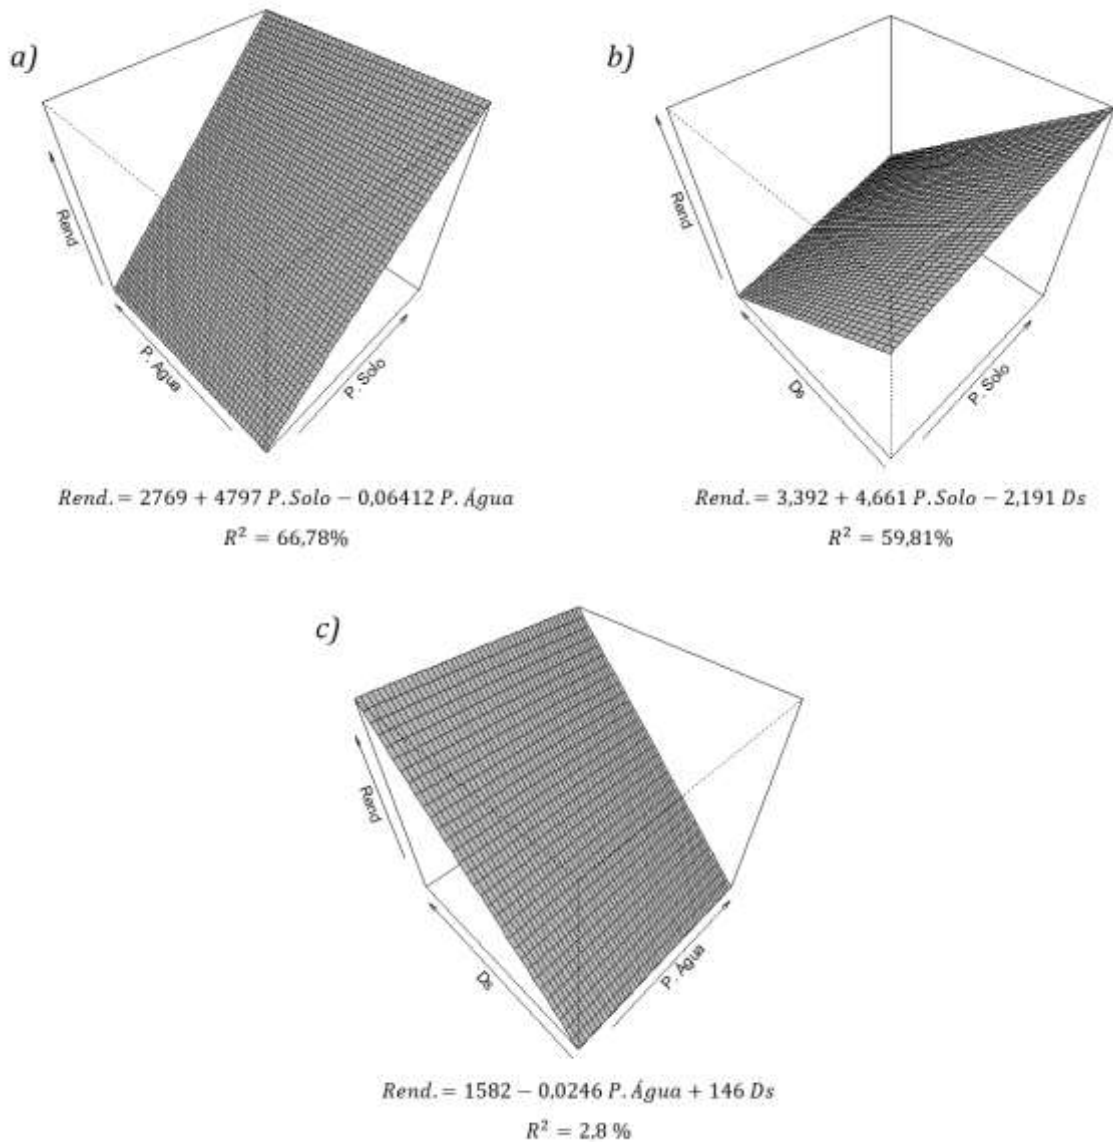 a)
Rend
P. Agua
P. Solo
Rend. = 2769 + 4797 P. Solo − 0,06412 P. Água
R² = 66,78%
b)
Rend
Ds
P. Solo
Rend. = 3,392 + 4,661 P. Solo − 2,191 Ds
R² = 59,81%
c)
Rend
Ds
P. Água
Rend. = 1582 − 0,0246 P. Água + 146 Ds
R² = 2,8 %